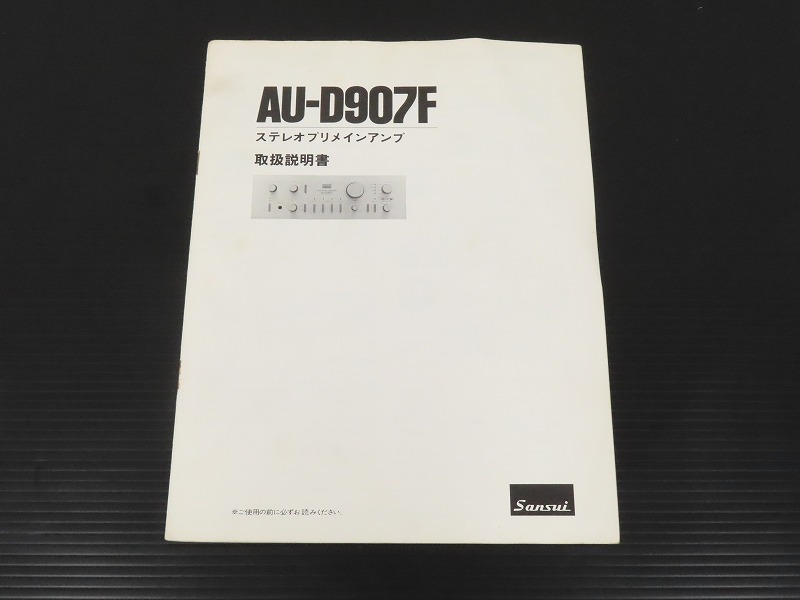 AU-D907F
ステレオプリメインアンプ
取扱説明書
※ご使用の前に必ずお読みください。
Sansui